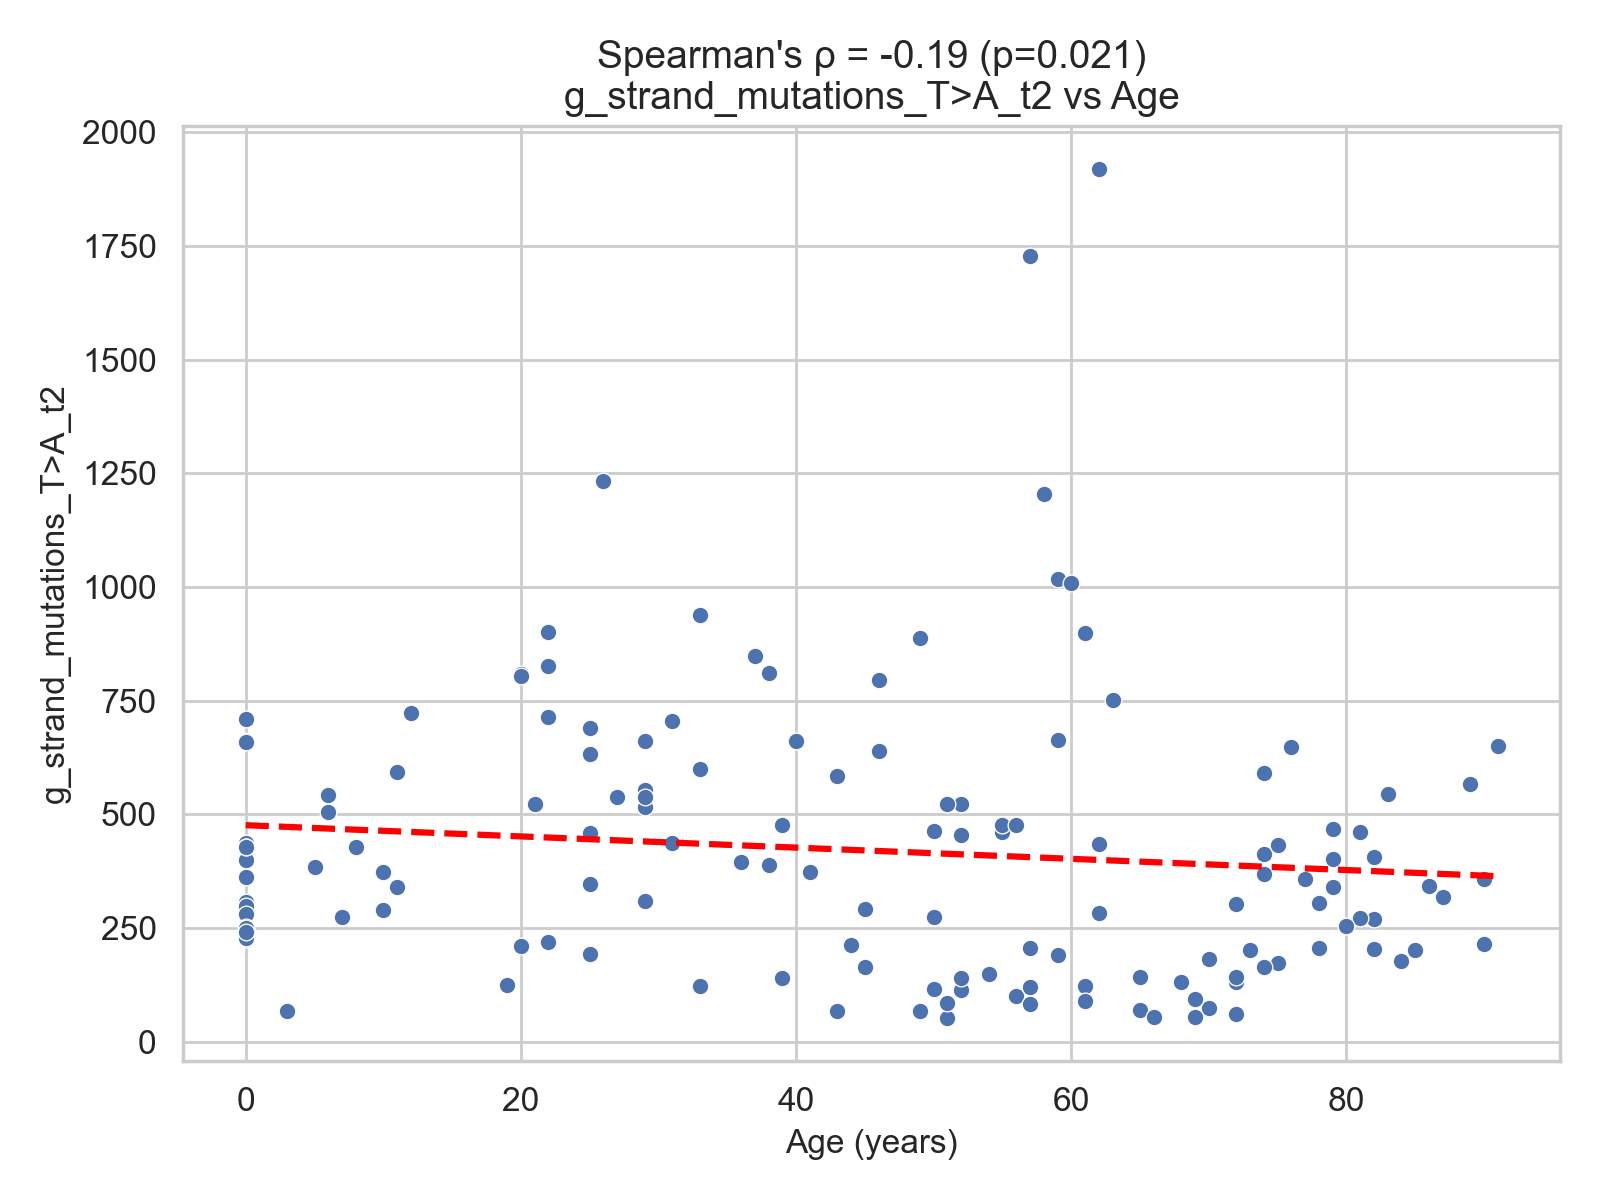 Spearman's ρ = -0.19 (p=0.021)
g_strand_mutations_T>A_t2 vs Age
2000
1750
1500
1250
1000
750
500
250
0
g_strand_mutations_T>A_t2
0 20 40 60 80
Age (years)